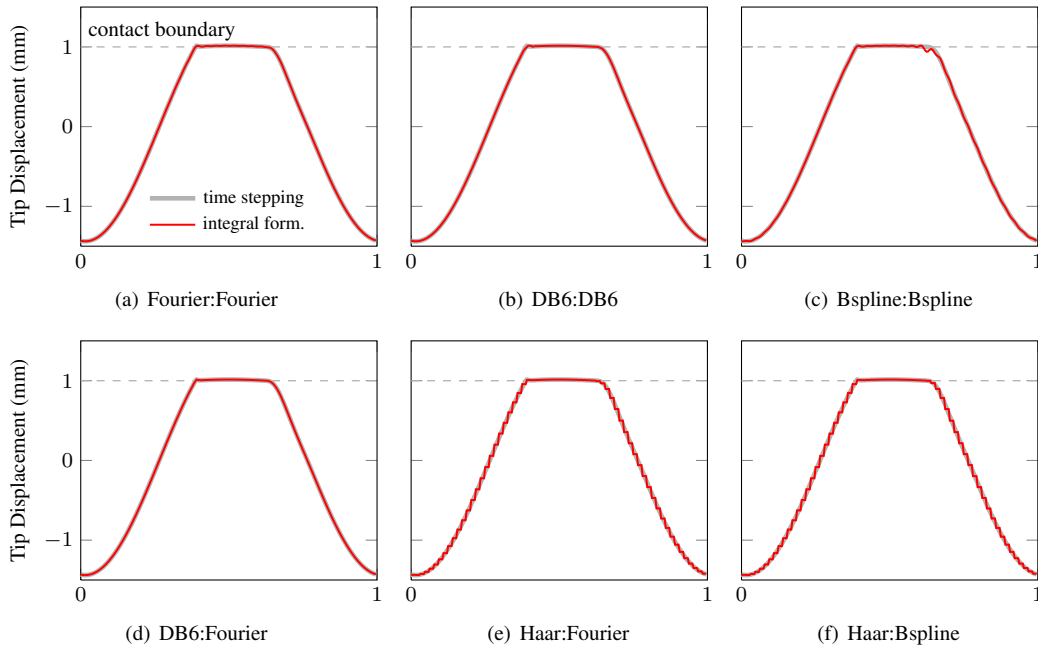 contact boundary
Tip Displacement (mm)
1
0
−1
time stepping
integral form.
0 1
0 1
0 1
(a) Fourier:Fourier
(b) DB6:DB6
(c) Bspline:Bspline
Tip Displacement (mm)
1
0
−1
0 1
0 1
0 1
(d) DB6:Fourier
(e) Haar:Fourier
(f) Haar:Bspline